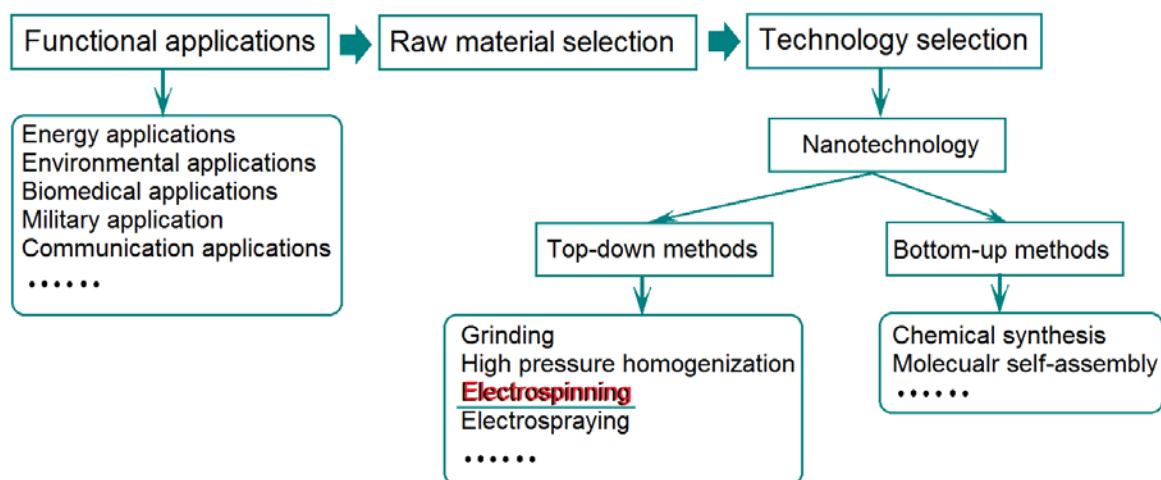 Functional applications
Raw material selection
Technology selection
Energy applications
Environmental applications
Biomedical applications
Military application
Communication applications
......
Nanotechnology
Top-down methods
Bottom-up methods
Grinding
High pressure homogenization
Electrospinning
Electrospraying
......
Chemical synthesis
Molecualr self-assembly
......